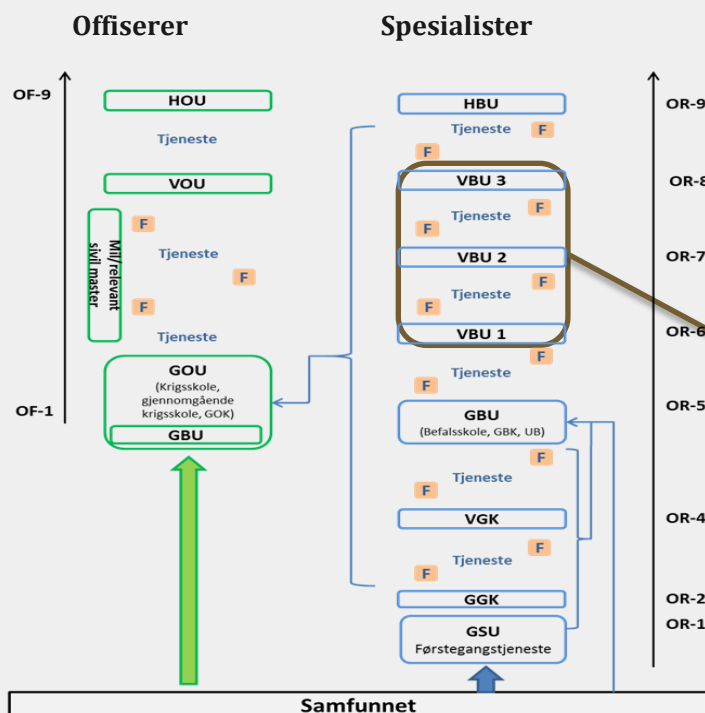 Offiserer
OF-9
HOU
Tjeneste
VOU
F
Mil/relevant
sivil master
Tjeneste
F
F
Tjeneste
GOU
(Krigsskole,
gjennomgående
krigsskole, GOK)
OF-1
GBU
Spesialister
HBU
OR-9
Tjeneste
F
F
VBU 3
OR-8
F
Tjeneste
F
VBU 2
OR-7
F
Tjeneste
F
VBU 1
OR-6
F
Tjeneste
F
GBU
OR-5
(Befalsskole, GBK, UB)
F
Tjeneste
F
VGK
OR-4
F
Tjeneste
F
GGK
OR-2
GSU
OR-1
Førstegangstjeneste
Samfunnet